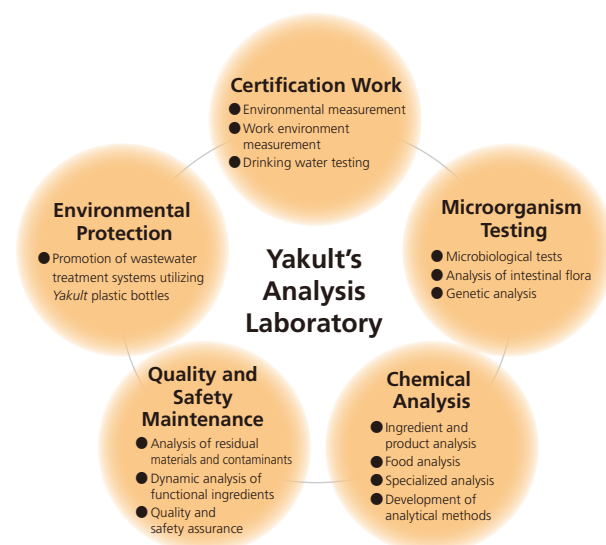 Certification Work
● Environmental measurement
● Work environment
measurement
● Drinking water testing
Environmental
Protection
● Promotion of wastewater
treatment systems utilizing
Yakult plastic bottles
Microorganism
Testing
● Microbiological tests
● Analysis of intestinal flora
● Genetic analysis
Yakult's
Analysis
Laboratory
Quality and
Safety
Maintenance
● Analysis of residual
materials and contaminants
● Dynamic analysis of
functional ingredients
● Quality and
safety assurance
Chemical
Analysis
● Ingredient and
product analysis
● Food analysis
● Specialized analysis
● Development of
analytical methods